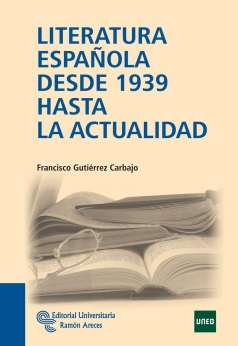 LITERATURA
ESPAÑOLA
DESDE 1939
HASTA
LA ACTUALIDAD
Francisco Gutiérrez Carbajo
Editorial Universitaria
Ramón Areces
UNED